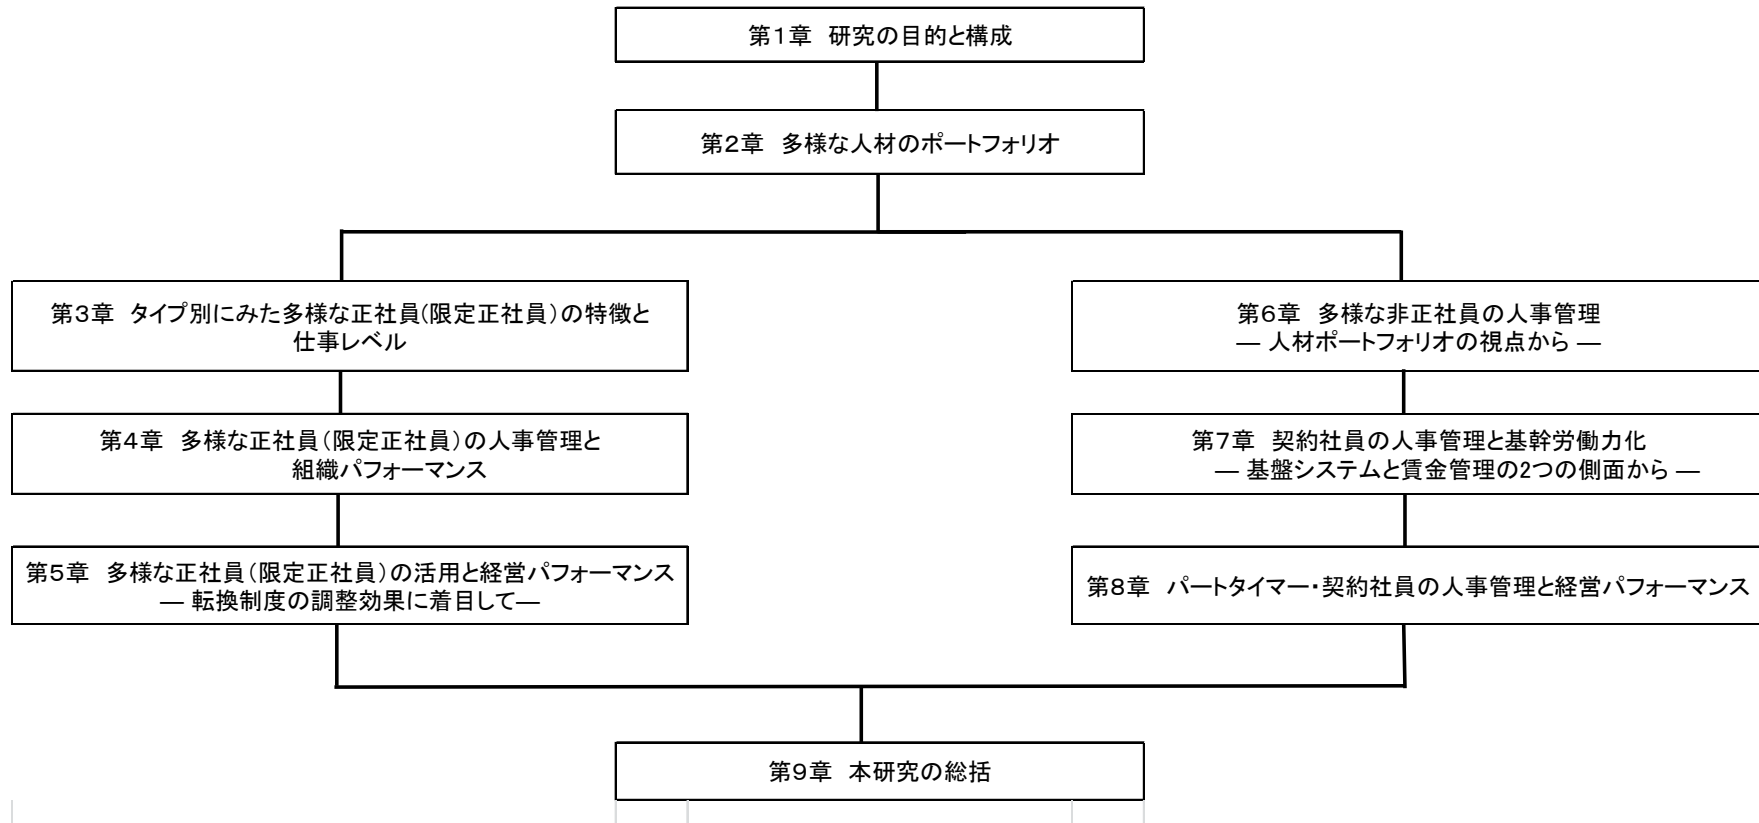 第1章 研究の目的と構成
第2章 多様な人材のポートフォリオ
第3章 タイプ別にみた多様な正社員(限定正社員)の特徴と
仕事レベル
第4章 多様な正社員(限定正社員)の人事管理と
組織パフォーマンス
第5章 多様な正社員(限定正社員)の活用と経営パフォーマンス
― 転換制度の調整効果に着目して―
第6章 多様な非正社員の人事管理
― 人材ポートフォリオの視点から ―
第7章 契約社員の人事管理と基幹労働力化
― 基盤システムと賃金管理の2つの側面から ―
第8章 パートタイマー・契約社員の人事管理と経営パフォーマンス
第9章 本研究の総括